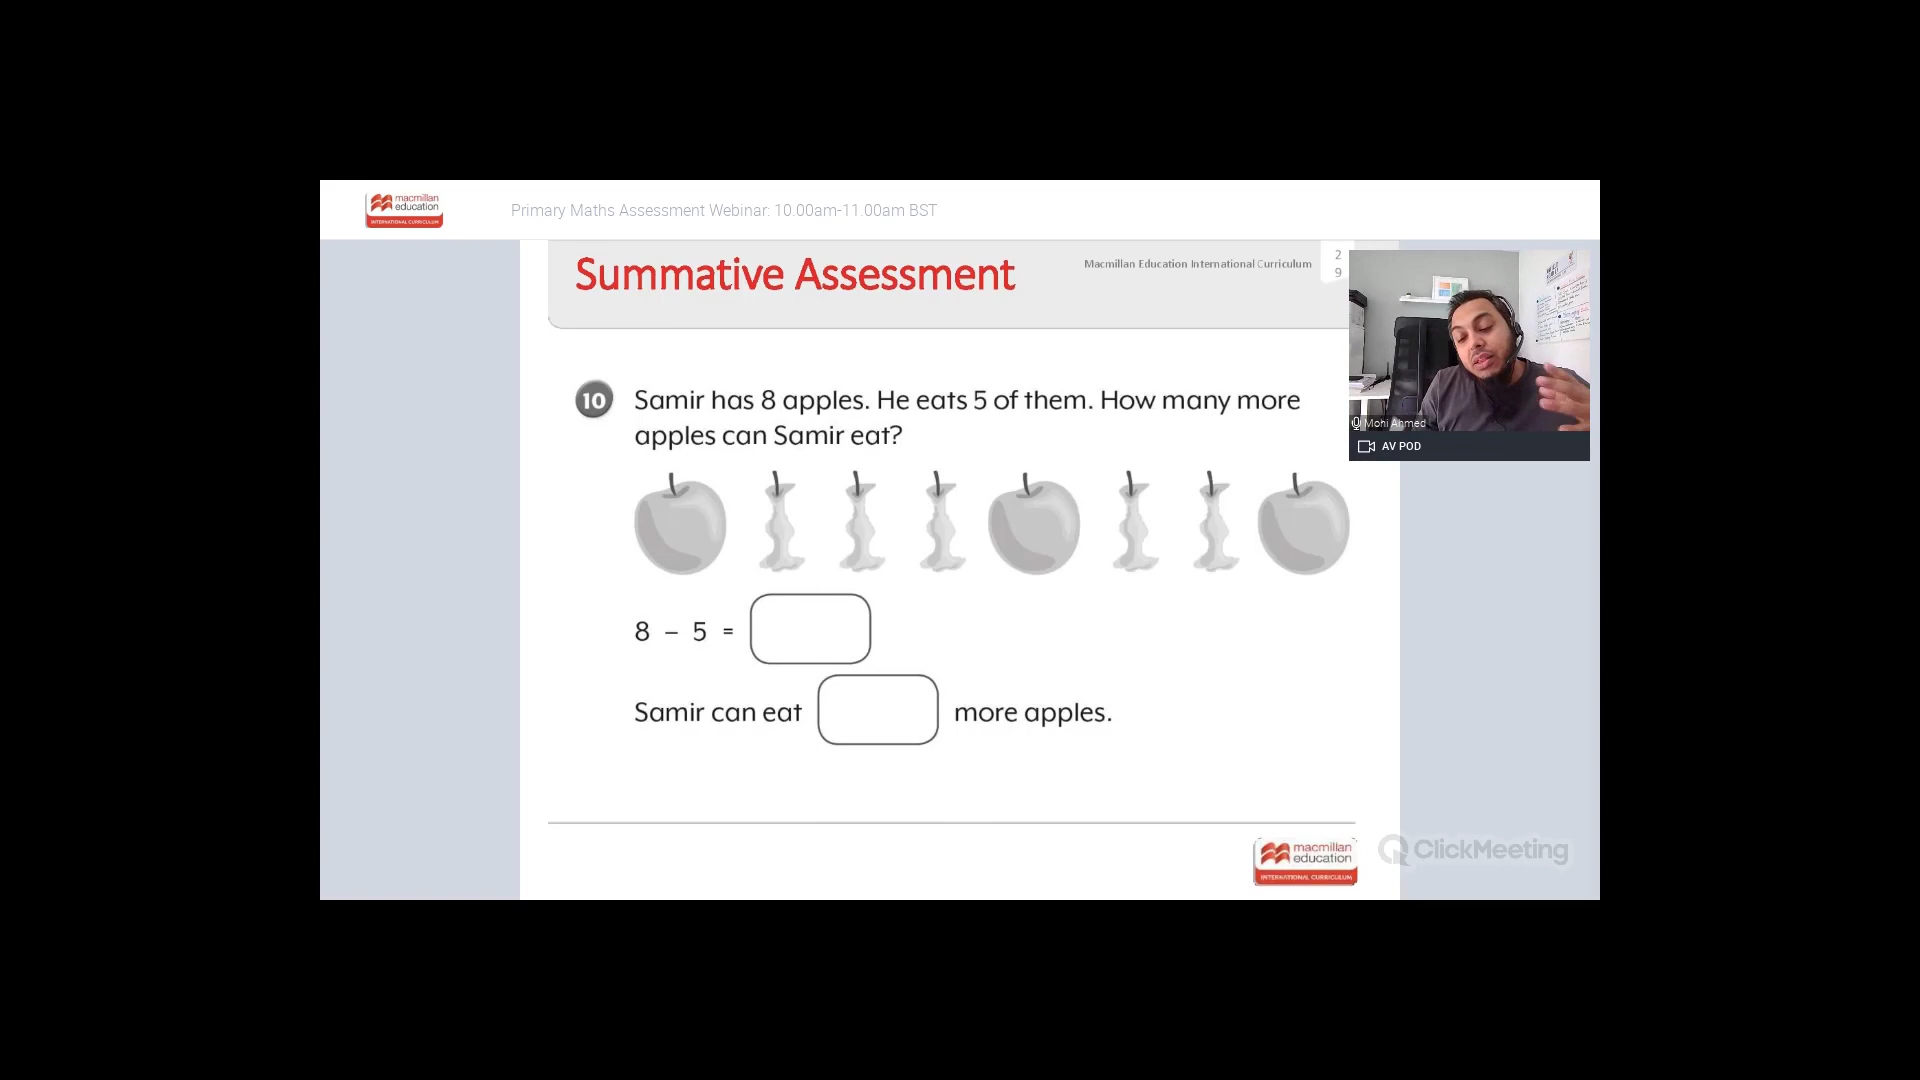 macmillan
education
INTERNATIONAL CURRICULUM
Primary Maths Assessment Webinar: 10.00am-11.00am BST
Summative Assessment
Macmillan Education International Curriculum
2
9
10 Samir has 8 apples. He eats 5 of them. How many more
apples can Samir eat?
8 – 5 =
Samir can eat more apples.
Mohi Ahmed
AV POD
macmillan
education
INTERNATIONAL CURRICULUM
ClickMeeting